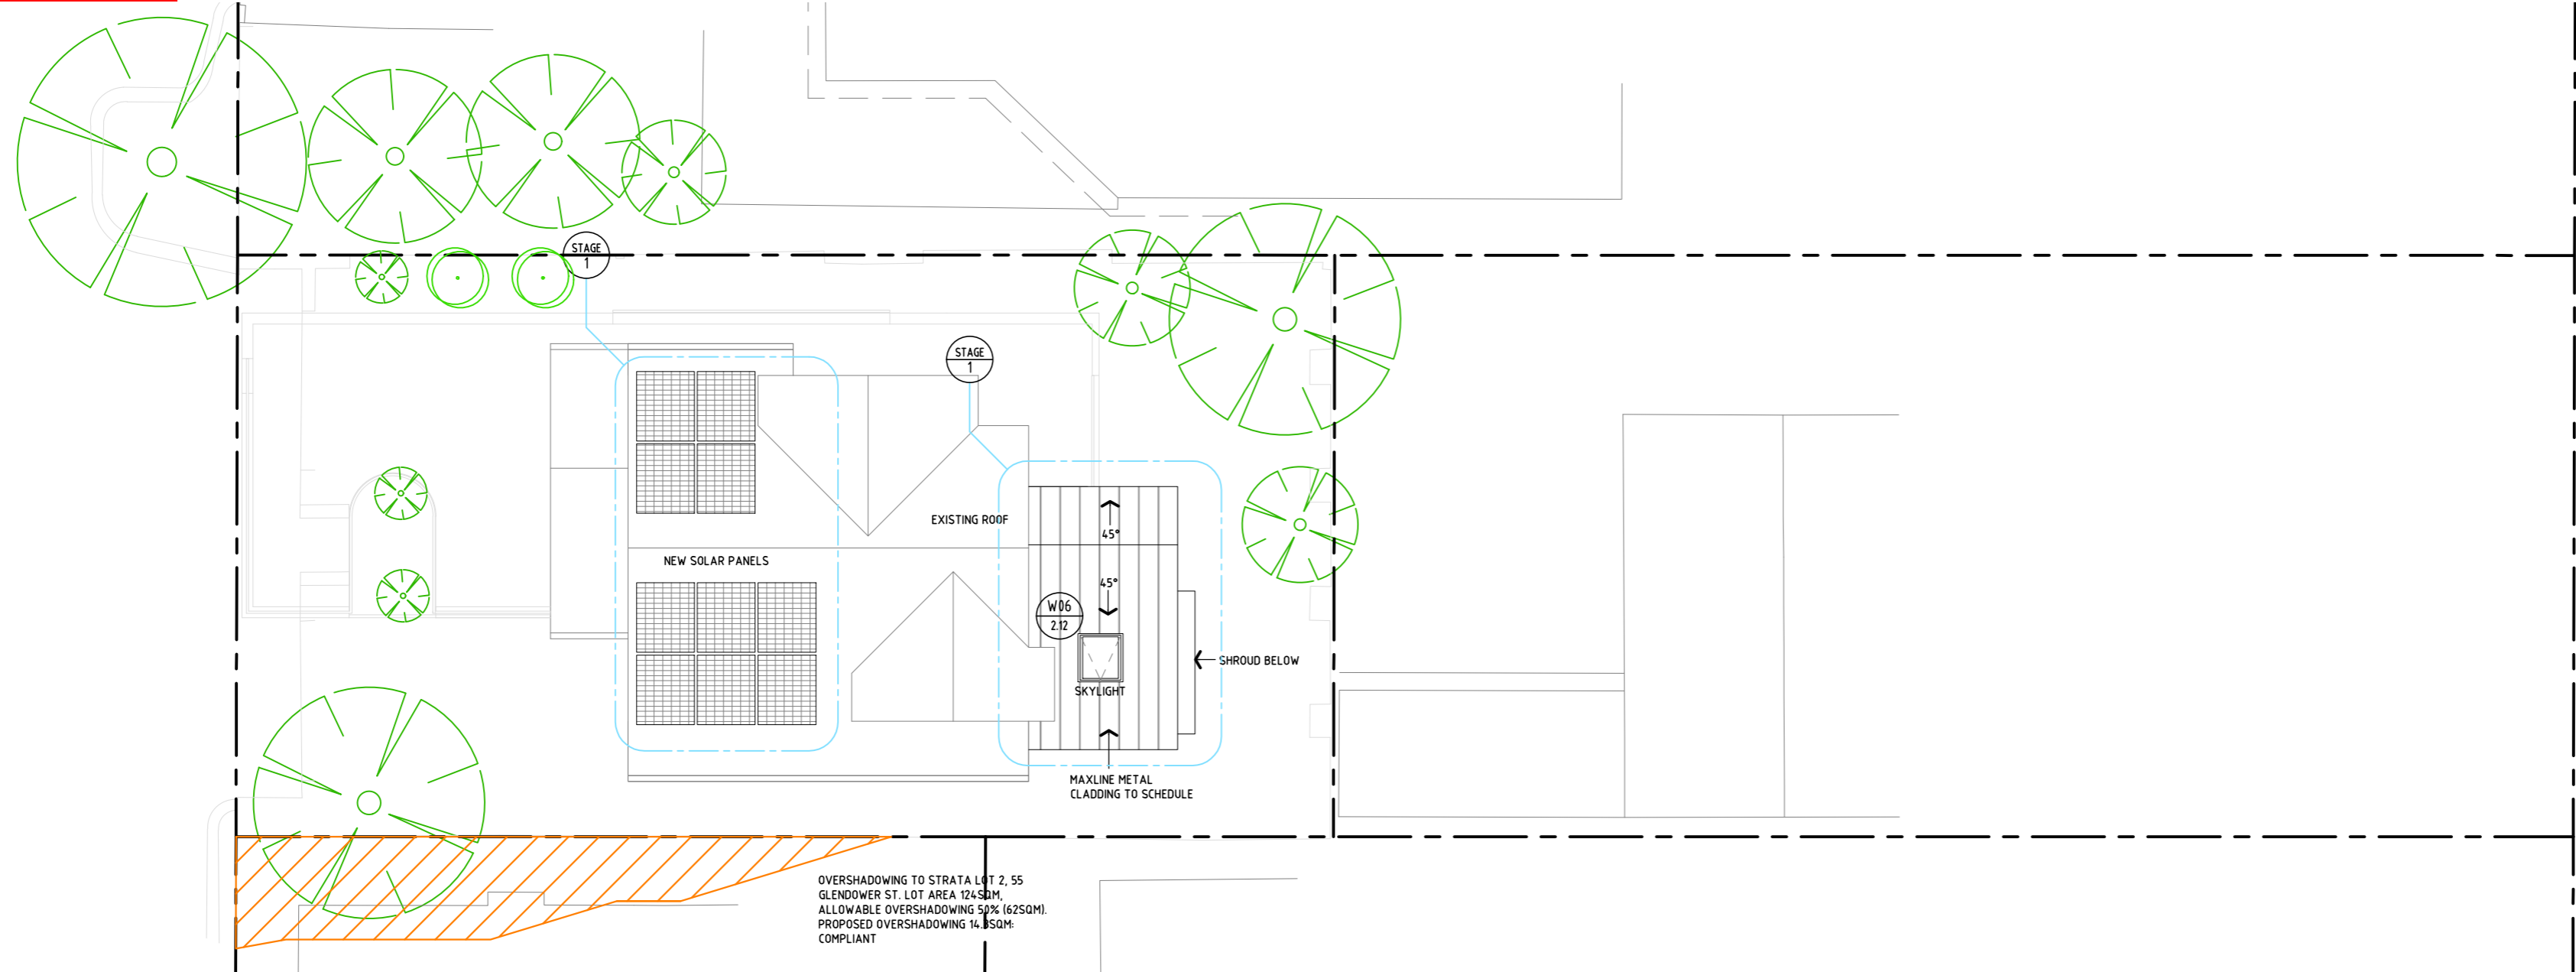 STAGE
1
STAGE
1
EXISTING ROOF
45°
NEW SOLAR PANELS
45°
W06
2.12
SHROUD BELOW
SKYLIGHT
MAXLINE METAL
CLADDING TO SCHEDULE
OVERSHADOWING TO STRATA LOT 2, 55
GLENDOWER ST. LOT AREA 124SQM,
ALLOWABLE OVERSHADOWING 50% (62SQM).
PROPOSED OVERSHADOWING
COMPLIANT